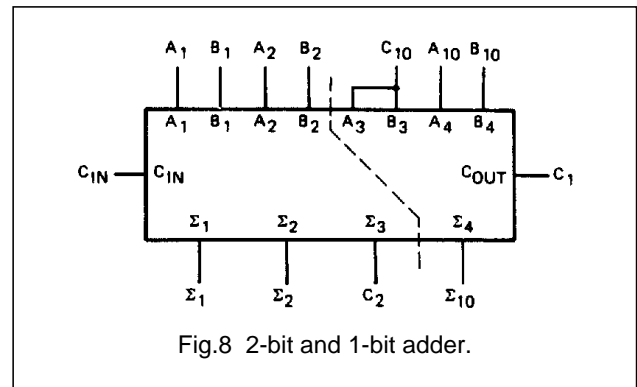 A1 B1 A2 B2 C10 A10 B10
A1 B1 A2 B2 A3 B3 A4 B4
CIN CIN COUT C1
Σ1 Σ2 Σ3 Σ4
Σ1 Σ2 C2 Σ10
Fig.8 2-bit and 1-bit adder.